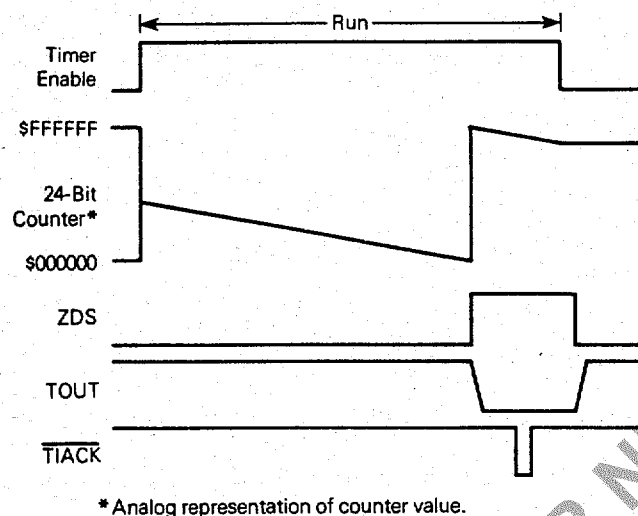 Run
Timer
Enable
$FFFFFF
24-Bit
Counter*
$000000
ZDS
TOUT
TIACK
*Analog representation of counter value.